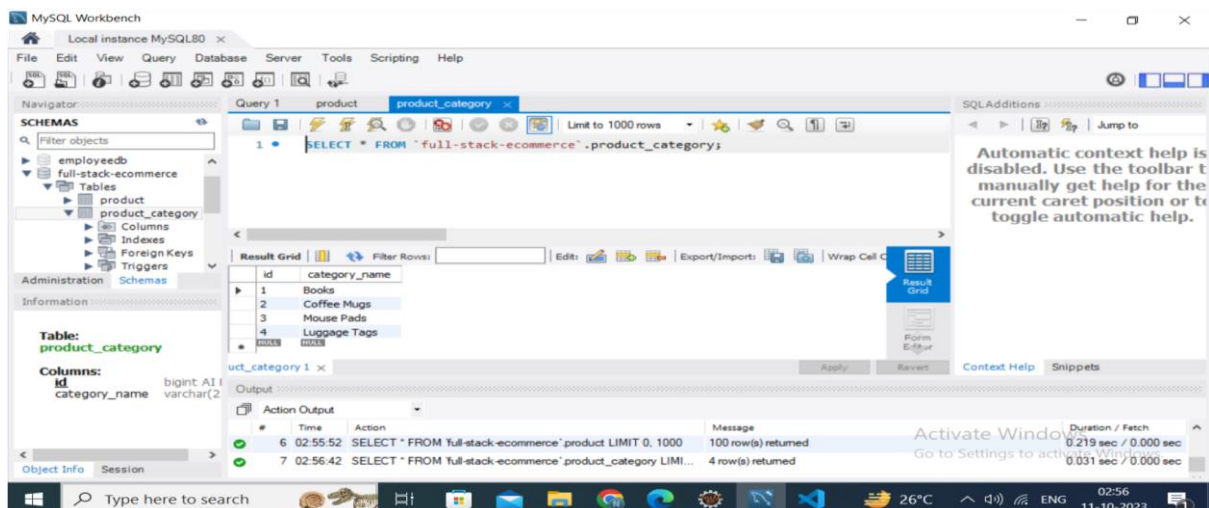 MySQL Workbench
Local instance MySQL80
File Edit View Query Database Server Tools Scripting Help
Navigator
SCHEMAS
Filter objects
employeedb
full-stack-ecommerce
Tables
product
product_category
Columns
Indexes
Foreign Keys
Triggers
Administration Schemas
Information
Table:
product_category
Columns:
id bigint AI
category_name varchar(2
Object Info Session
Query 1 product product_category
Limit to 1000 rows
1 SELECT * FROM `full-stack-ecommerce`.product_category;
Result Grid Filter Rows: Edit: Export/Import: Wrap Cell C
id category_name
1 Books
2 Coffee Mugs
3 Mouse Pads
4 Luggage Tags
NULL NULL
Result Grid
Form Editor
uct_category 1 Apply Revert
Output
Action Output
# Time Action Message Duration / Fetch
6 02:55:52 SELECT * FROM `full-stack-ecommerce`.product LIMIT 0, 1000 100 row(s) returned 0.219 sec / 0.000 sec
7 02:56:42 SELECT * FROM `full-stack-ecommerce`.product_category LIMI... 4 row(s) returned 0.031 sec / 0.000 sec
SQLAdditions
Jump to
Automatic context help is
disabled. Use the toolbar t
manually get help for the
current caret position or to
toggle automatic help.
Context Help Snippets
Activate Windows
Go to Settings to activate Windows.
Type here to search
26°C ENG 02:56
11-10-2023